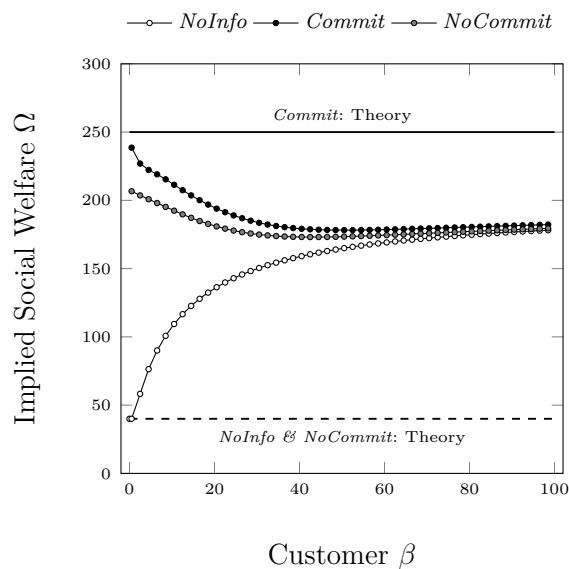 NoInfo Commit NoCommit
300
250
200
150
100
50
0
0 20 40 60 80 100
Commit: Theory
NoInfo & NoCommit: Theory
Implied Social Welfare Ω
Customer β